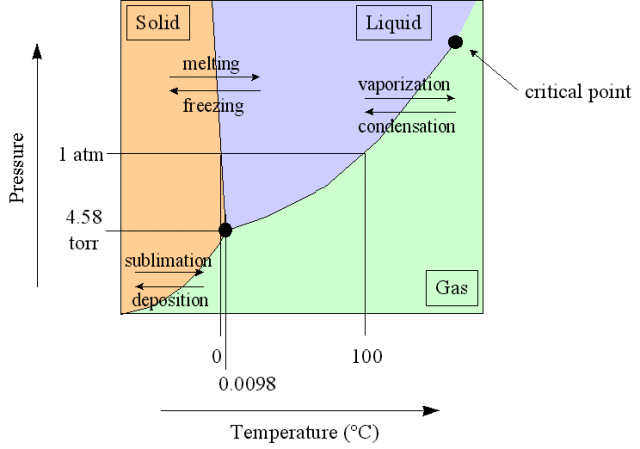 Solid
Liquid
melting
freezing
vaporization
condensation
critical point
Pressure
1 atm
4.58
torr
sublimation
deposition
Gas
0
100
0.0098
Temperature (°C)